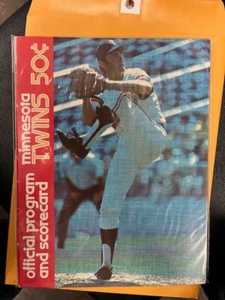 minnesota
TWINS 50¢
official program
and scorecard